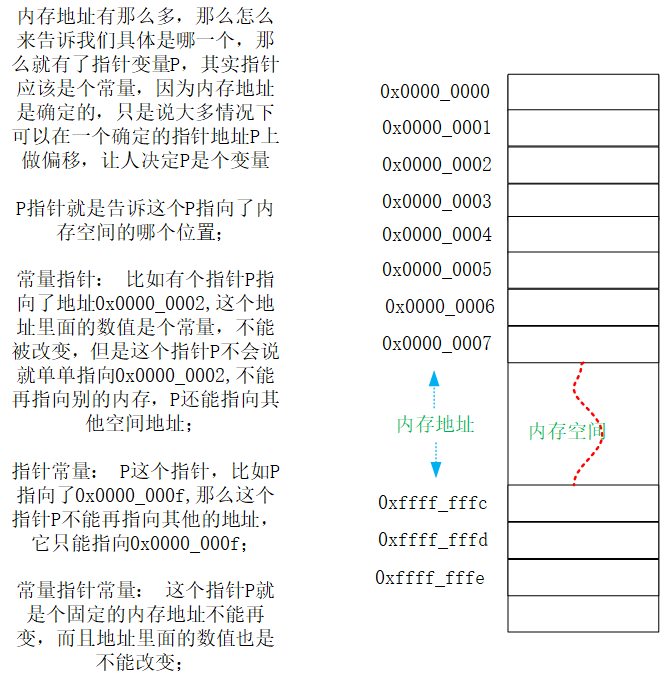 内存地址有那么多，那么怎么
来告诉我们具体是哪一个，那
么就有了指针变量P，其实指针
应该是个常量，因为内存地址
是确定的，只是说大多情况下
可以在一个确定的指针地址P上
做偏移，让人决定P是个变量
P指针就是告诉这个P指向了内
存空间的哪个位置；
常量指针： 比如有个指针P指
向了地址0x0000_0002,这个地
址里面的数值是个常量，不能
被改变，但是这个指针P不会说
就单单指向0x0000_0002,不能
再指向别的内存，P还能指向其
他空间地址；
指针常量： P这个指针，比如P
指向了0x0000_000f,那么这个
指针P不能再指向其他的地址，
它只能指向0x0000_000f；
常量指针常量： 这个指针P就
是个固定的内存地址不能再
变，而且地址里面的数值也是
不能改变；
0x0000_0000
0x0000_0001
0x0000_0002
0x0000_0003
0x0000_0004
0x0000_0005
0x0000_0006
0x0000_0007
内存地址
内存空间
0xffff_fffc
0xffff_fffd
0xffff_fffe